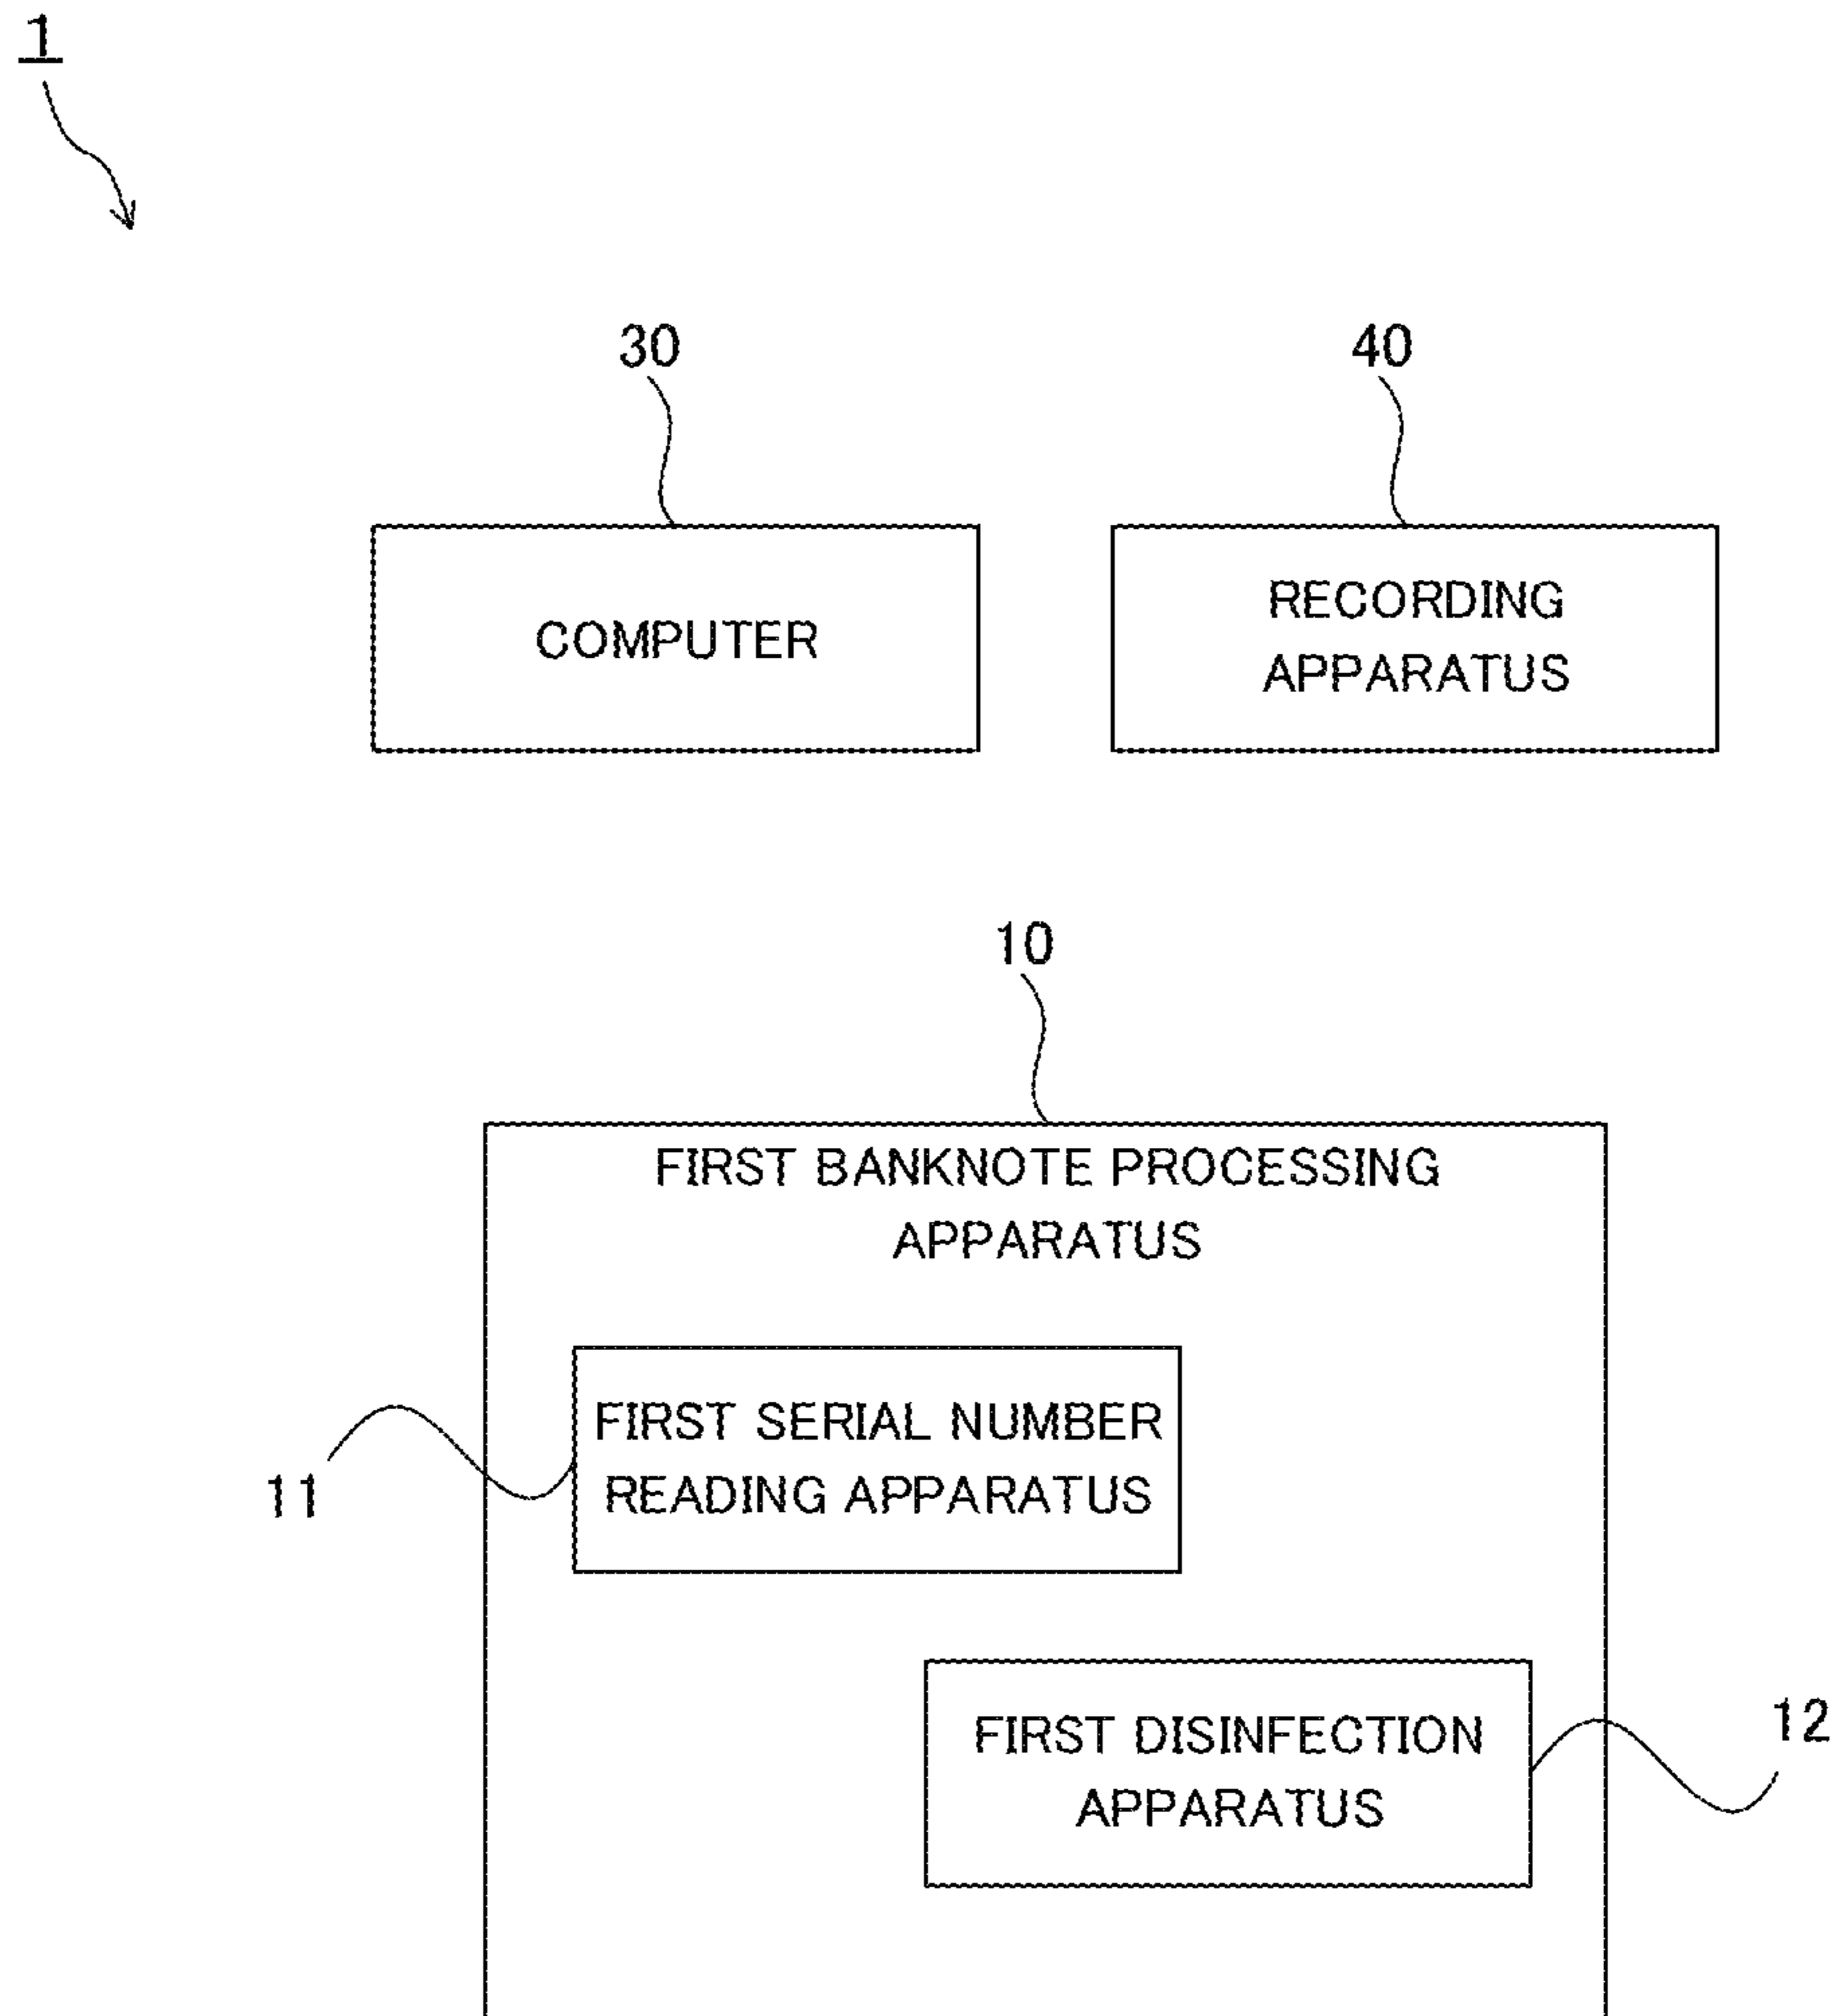 1
30
40
COMPUTER
RECORDING
APPARATUS
10
FIRST BANKNOTE PROCESSING
APPARATUS
FIRST SERIAL NUMBER
READING APPARATUS
11
FIRST DISINFECTION
APPARATUS
12